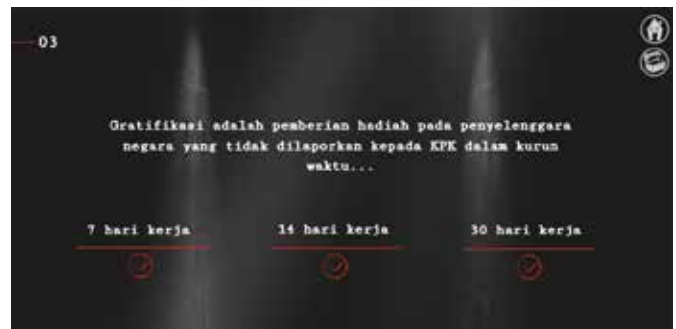 03
Gratifikasi adalah pemberian hadiah pada penyelenggara
negara yang tidak dilaporkan kepada KPK dalam kurun
waktu...
7 hari kerja
14 hari kerja
30 hari kerja